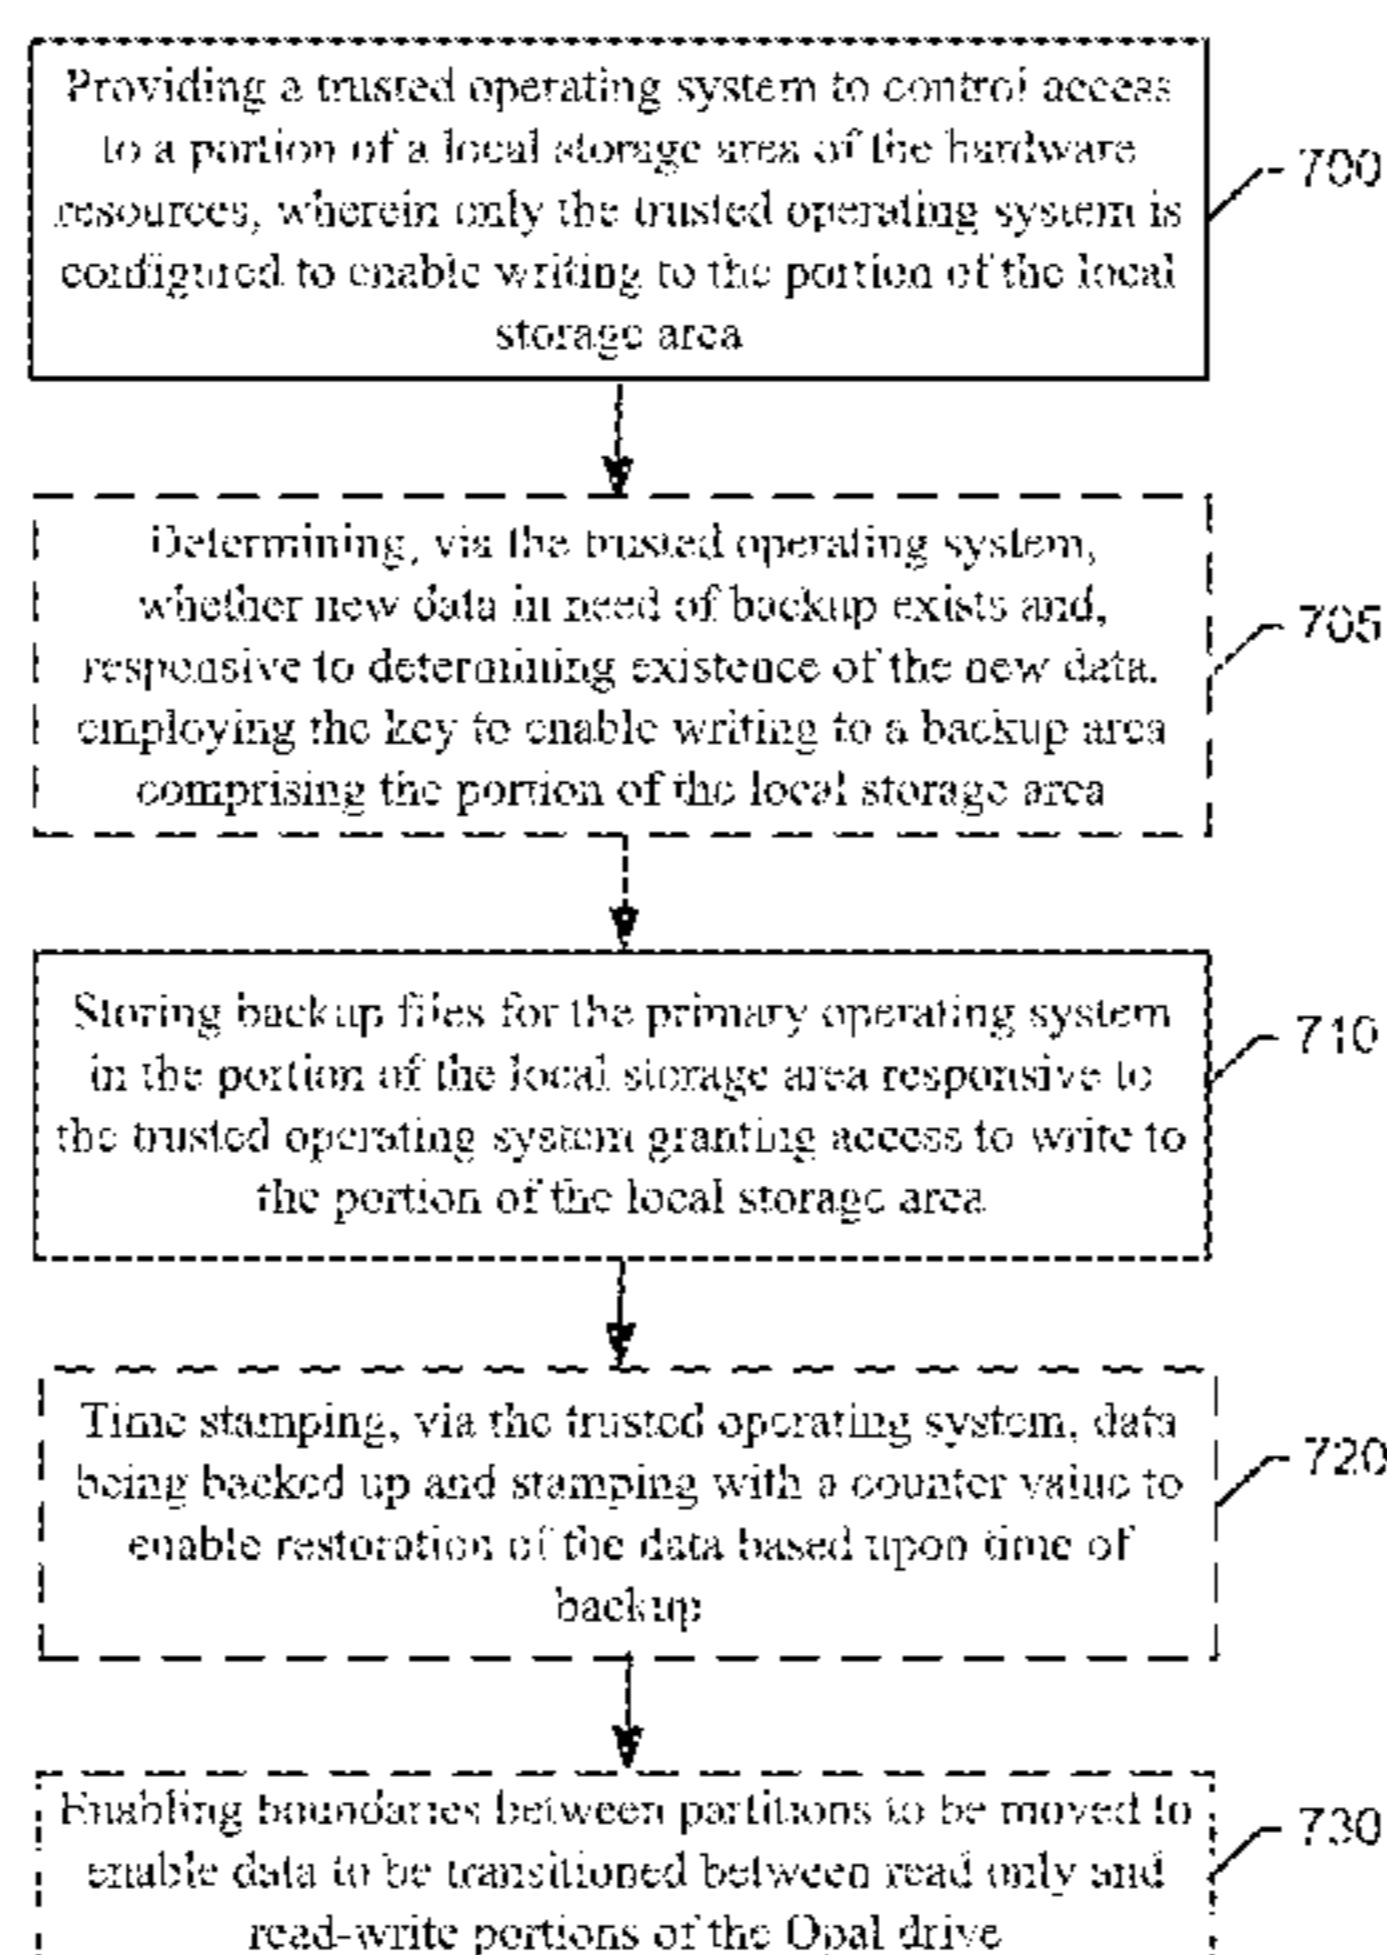 Providing a trusted operating system to control access
to a portion of a local storage area of the hardware
resources, wherein only the trusted operating system is
configured to enable writing to the portion of the local
storage area
700
Determining, via the trusted operating system,
whether new data in need of backup exists and,
responsive to determining existence of the new data,
employing the key to enable writing to a backup area
comprising the portion of the local storage area
705
Storing backup files for the primary operating system
in the portion of the local storage area responsive to
the trusted operating system granting access to write to
the portion of the local storage area
710
Time stamping, via the trusted operating system, data
being backed up and stamping with a counter value to
enable restoration of the data based upon time of
backup
720
Enabling boundaries between partitions to be moved to
enable data to be transitioned between read only and
read-write portions of the Opal drive
730